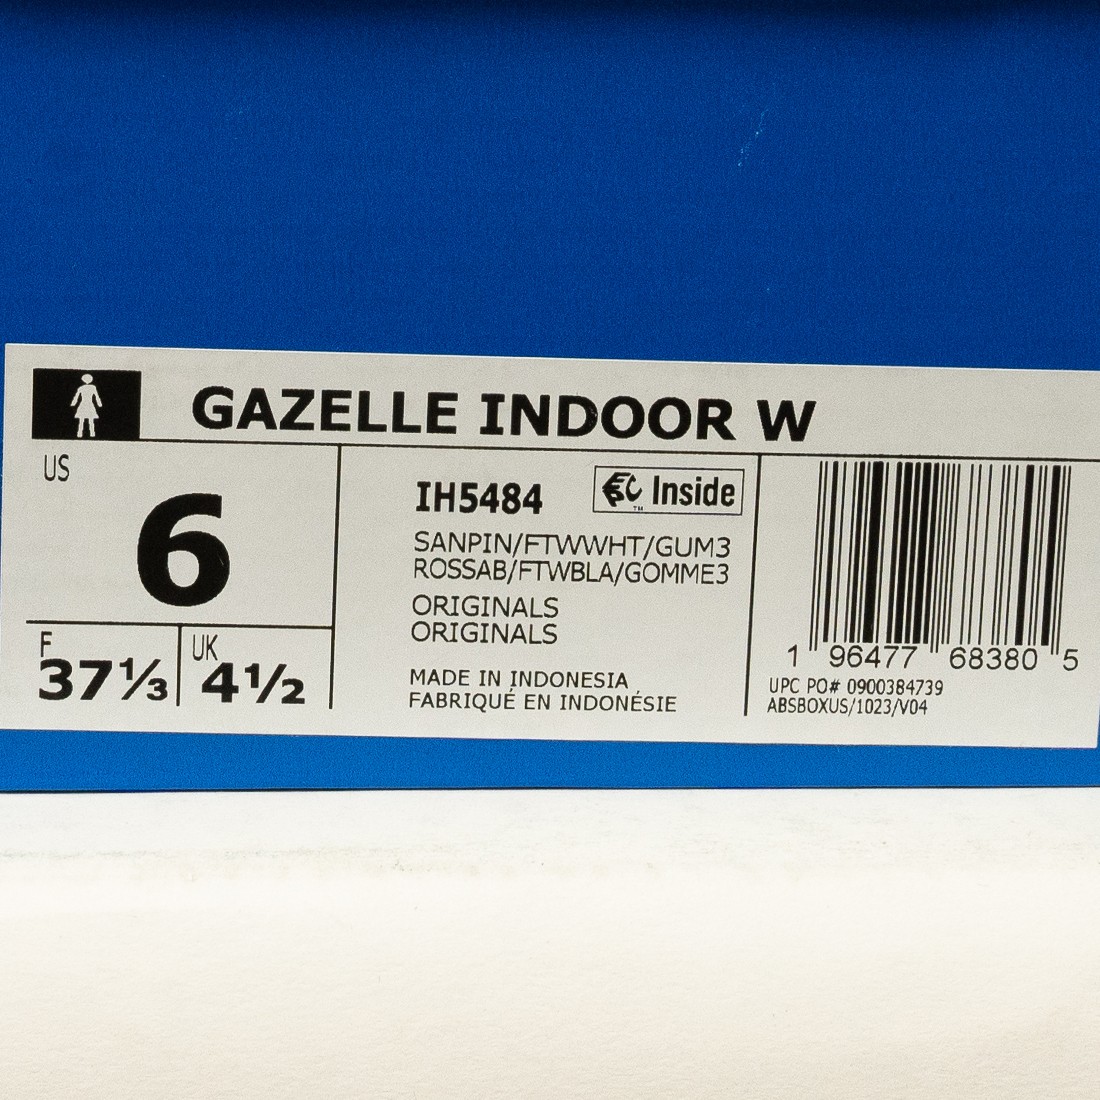 GAZELLE INDOOR W
US
6
F
37⅓
UK
4½
IH5484
Inside
™
SANPIN/FTWWHT/GUM3
ROSSAB/FTWBLA/GOMME3
ORIGINALS
ORIGINALS
MADE IN INDONESIA
FABRIQUÉ EN INDONÉSIE
1 96477 68380 5
UPC PO# 0900384739
ABSBOXUS/1023/V04